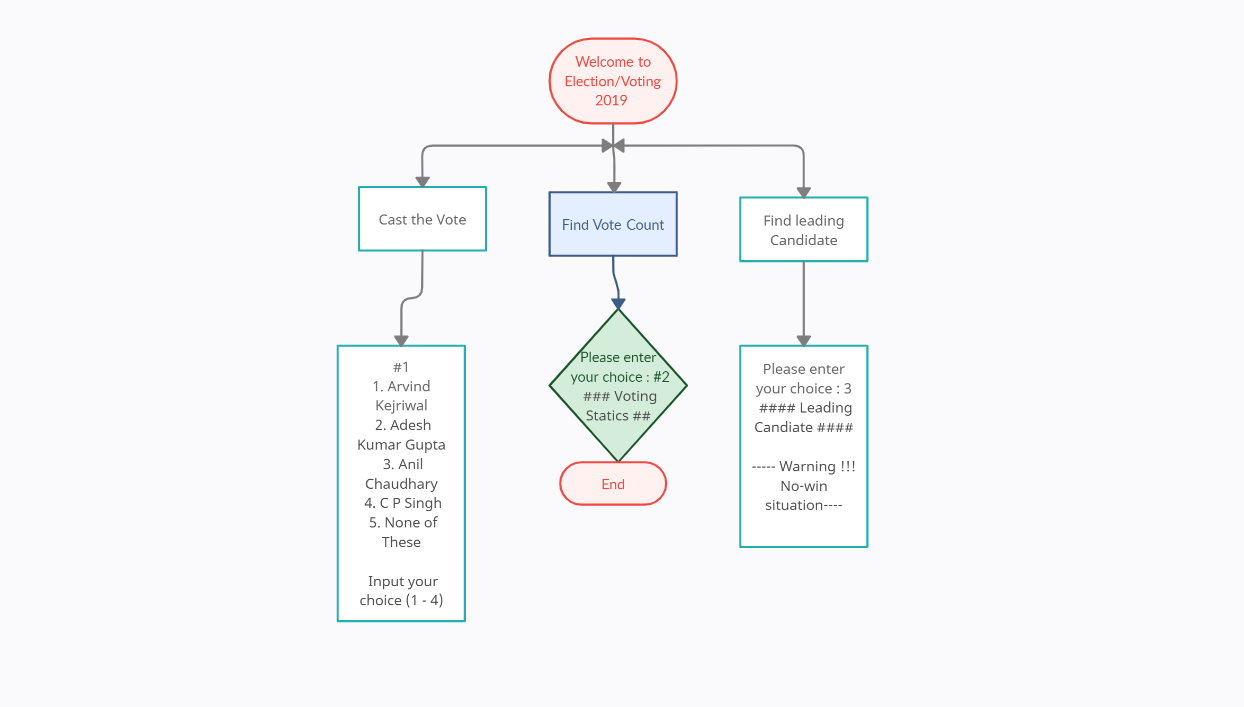 Welcome to
Election/Voting
2019
Cast the Vote
Find Vote Count
Find leading
Candidate
#1
1. Arvind
Kejriwal
2. Adesh
Kumar Gupta
3. Anil
Chaudhary
4. C P Singh
5. None of
These
Input your
choice (1 - 4)
Please enter
your choice : #2
### Voting
Statics ##
End
Please enter
your choice : 3
#### Leading
Candiate ####
----- Warning !!!
No-win
situation----